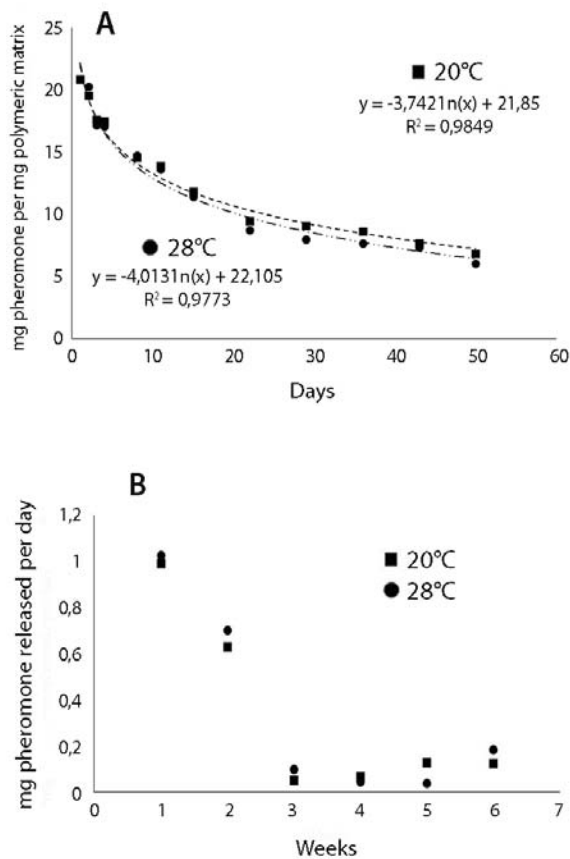 A
25
20
15
10
5
0
mg pheromone per mg polymeric matrix
■ 20°C
y = -3,7421n(x) + 21,85
R² = 0,9849
● 28°C
y = -4,0131n(x) + 22,105
R² = 0,9773
0 10 20 30 40 50 60
Days
B
1,2
1
0,8
0,6
0,4
0,2
0
mg pheromone released per day
■ 20°C
● 28°C
0 1 2 3 4 5 6 7
Weeks